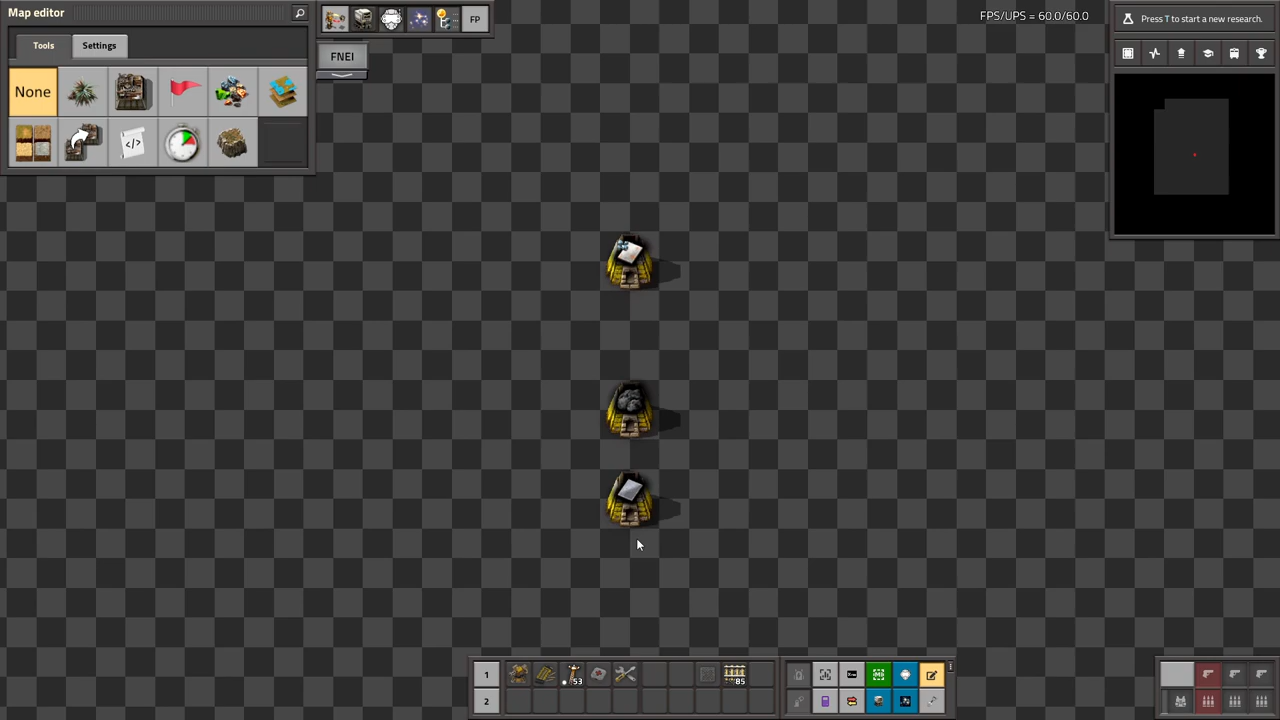 Map editor
FP
FPS/UPS = 60.0/60.0
Press T to start a new research.
Tools
Settings
FNEI
None
</>
1
53
85
2